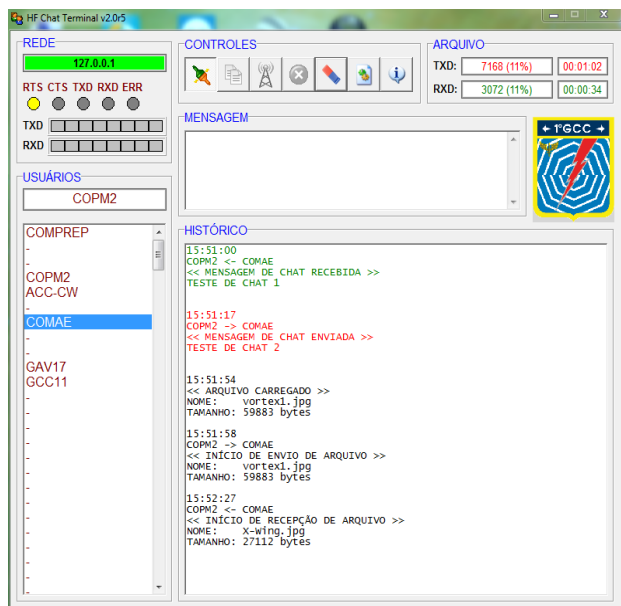 HF Chat Terminal v2.0r5
REDE
127.0.0.1
RTS CTS TXD RXD ERR
TXD
RXD
USUÁRIOS
COPM2
COMPREP
-
-
COPM2
ACC-CW
-
COMAE
-
-
GAV17
GCC11
-
-
-
-
-
-
-
-
-
-
-
-
-
CONTROLES
ARQUIVO
TXD: 7168 (11%) 00:01:02
RXD: 3072 (11%) 00:00:34
MENSAGEM
1ºGCC
HISTÓRICO
15:51:00
COPM2 <- COMAE
<< MENSAGEM DE CHAT RECEBIDA >>
TESTE DE CHAT 1
15:51:17
COPM2 -> COMAE
<< MENSAGEM DE CHAT ENVIADA >>
TESTE DE CHAT 2
15:51:54
<< ARQUIVO CARREGADO >>
NOME: vortex1.jpg
TAMANHO: 59883 bytes
15:51:58
COPM2 -> COMAE
<< INÍCIO DE ENVIO DE ARQUIVO >>
NOME: vortex1.jpg
TAMANHO: 59883 bytes
15:52:27
COPM2 <- COMAE
<< INÍCIO DE RECEPÇÃO DE ARQUIVO >>
NOME: X-Wing.jpg
TAMANHO: 27112 bytes